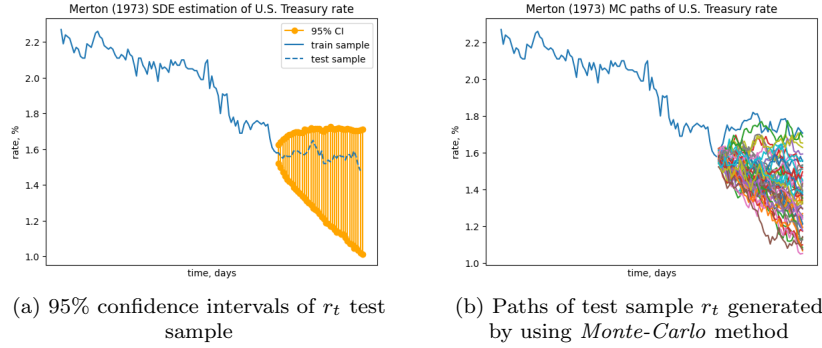 Merton (1973) SDE estimation of U.S. Treasury rate
95% CI
train sample
test sample
2.2
2.0
1.8
1.6
1.4
1.2
1.0
rate, %
time, days
Merton (1973) MC paths of U.S. Treasury rate
2.2
2.0
1.8
1.6
1.4
1.2
1.0
rate, %
time, days
(a) 95% confidence intervals of r_t test
sample
(b) Paths of test sample r_t generated
by using Monte-Carlo method